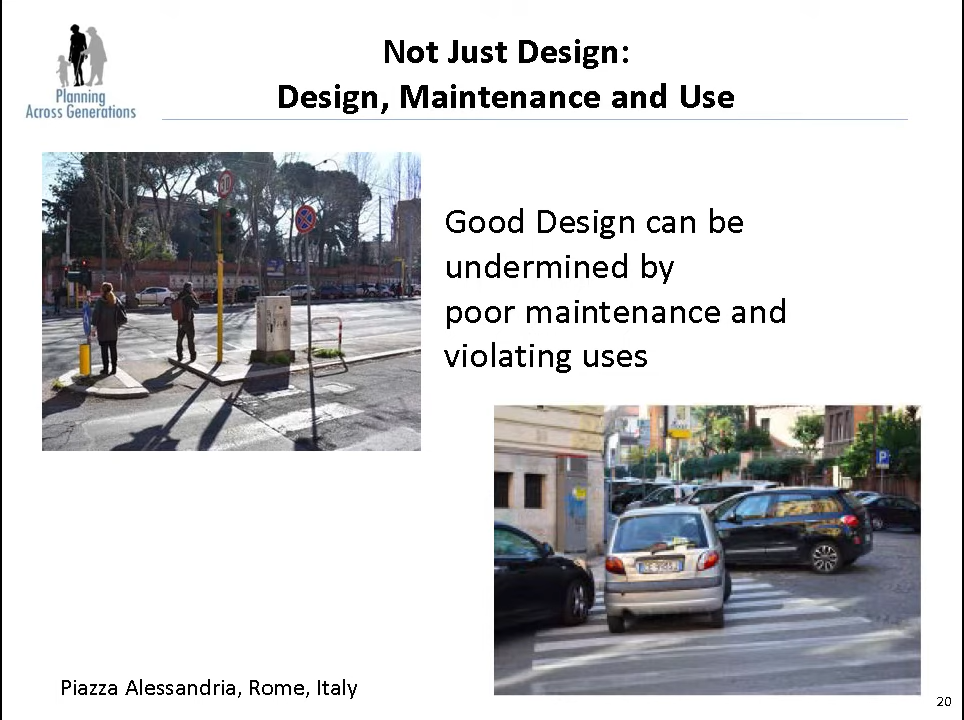 Planning
Across Generations
Not Just Design:
Design, Maintenance and Use
Good Design can be
undermined by
poor maintenance and
violating uses
P
Piazza Alessandria, Rome, Italy
20